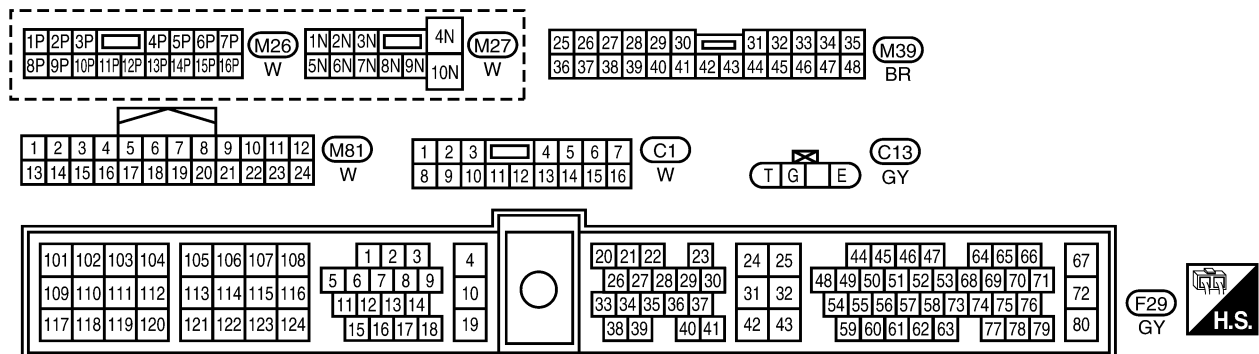 1P 2P 3P 4P 5P 6P 7P
8P 9P 10P 11P 12P 13P 14P 15P 16P
M26
W
1N 2N 3N 4N
5N 6N 7N 8N 9N 10N
M27
W
25 26 27 28 29 30 31 32 33 34 35
36 37 38 39 40 41 42 43 44 45 46 47 48
M39
BR
1 2 3 4 5 6 7 8 9 10 11 12
13 14 15 16 17 18 19 20 21 22 23 24
M81
W
1 2 3 4 5 6 7
8 9 10 11 12 13 14 15 16
C1
W
T G E
C13
GY
101 102 103 104
109 110 111 112
117 118 119 120
105 106 107 108
113 114 115 116
121 122 123 124
1 2 3
5 6 7 8 9
11 12 13 14
15 16 17 18
4
10
19
20 21 22 23
26 27 28 29 30
33 34 35 36 37
38 39 40 41
24 25
31 32
42 43
44 45 46 47 64 65 66
48 49 50 51 52 53 68 69 70 71
54 55 56 57 58 73 74 75 76
59 60 61 62 63 77 78 79
67
72
80
F29
GY
H.S.